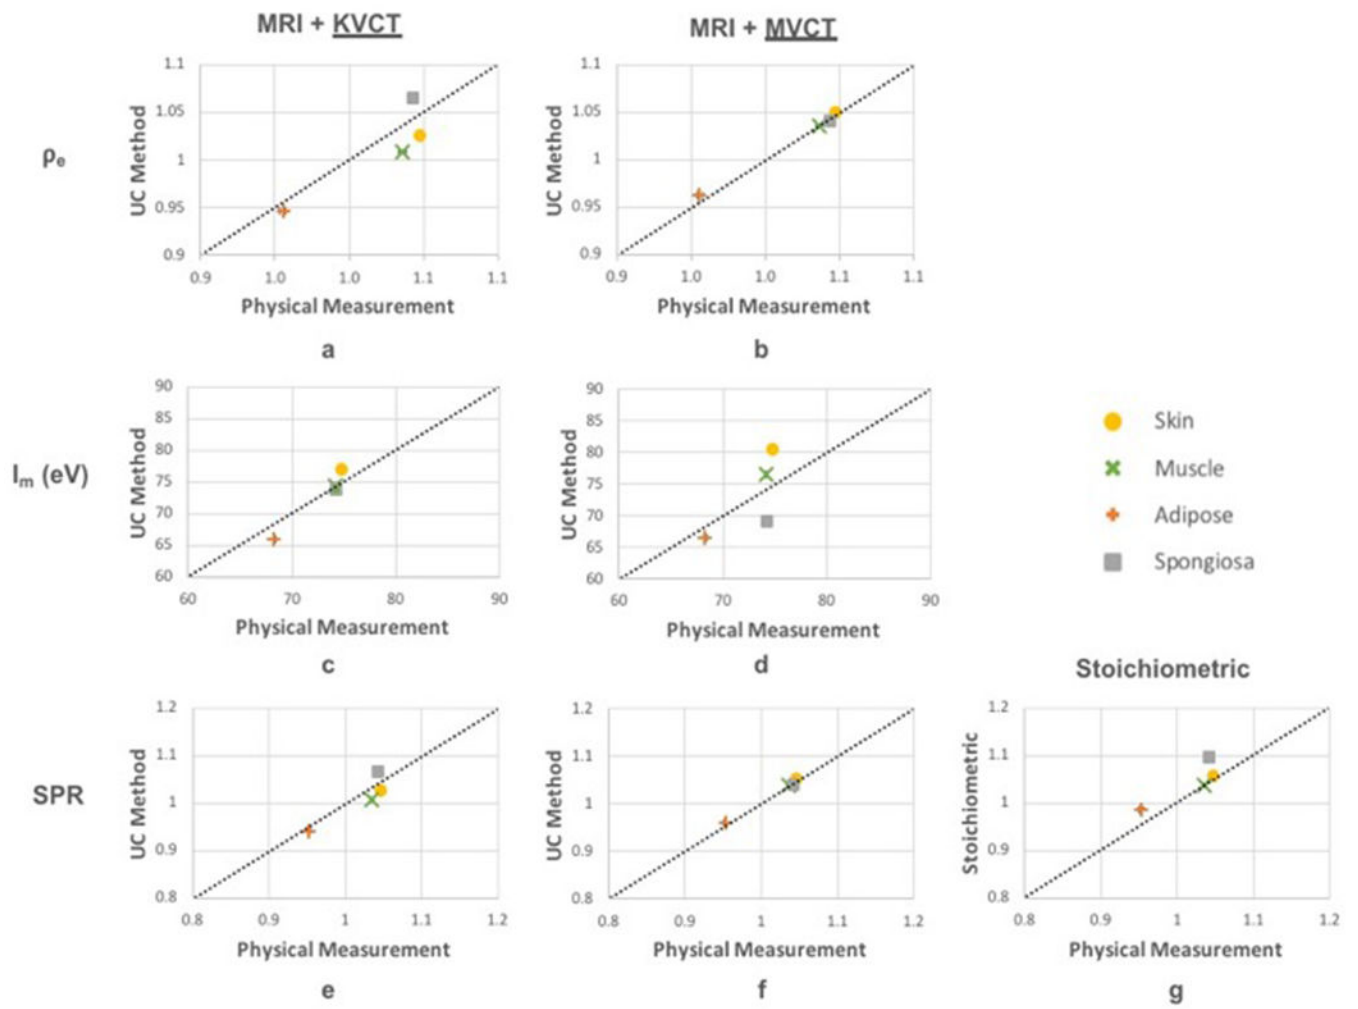 MRI + KVCT
MRI + MVCT
ρe
UC Method
1.1
1.05
1
0.95
0.9
0.9 1.0 1.0 1.1 1.1
Physical Measurement
a
UC Method
1.1
1.05
1
0.95
0.9
0.9 1.0 1.0 1.1 1.1
Physical Measurement
b
Im (eV)
UC Method
90
85
80
75
70
65
60
60 70 80 90
Physical Measurement
c
UC Method
90
85
80
75
70
65
60
60 70 80 90
Physical Measurement
d
Skin
Muscle
Adipose
Spongiosa
SPR
UC Method
1.2
1.1
1
0.9
0.8
0.8 0.9 1 1.1 1.2
Physical Measurement
e
UC Method
1.2
1.1
1
0.9
0.8
0.8 0.9 1 1.1 1.2
Physical Measurement
f
Stoichiometric
Stoichiometric
1.2
1.1
1
0.9
0.8
0.8 0.9 1 1.1 1.2
Physical Measurement
g